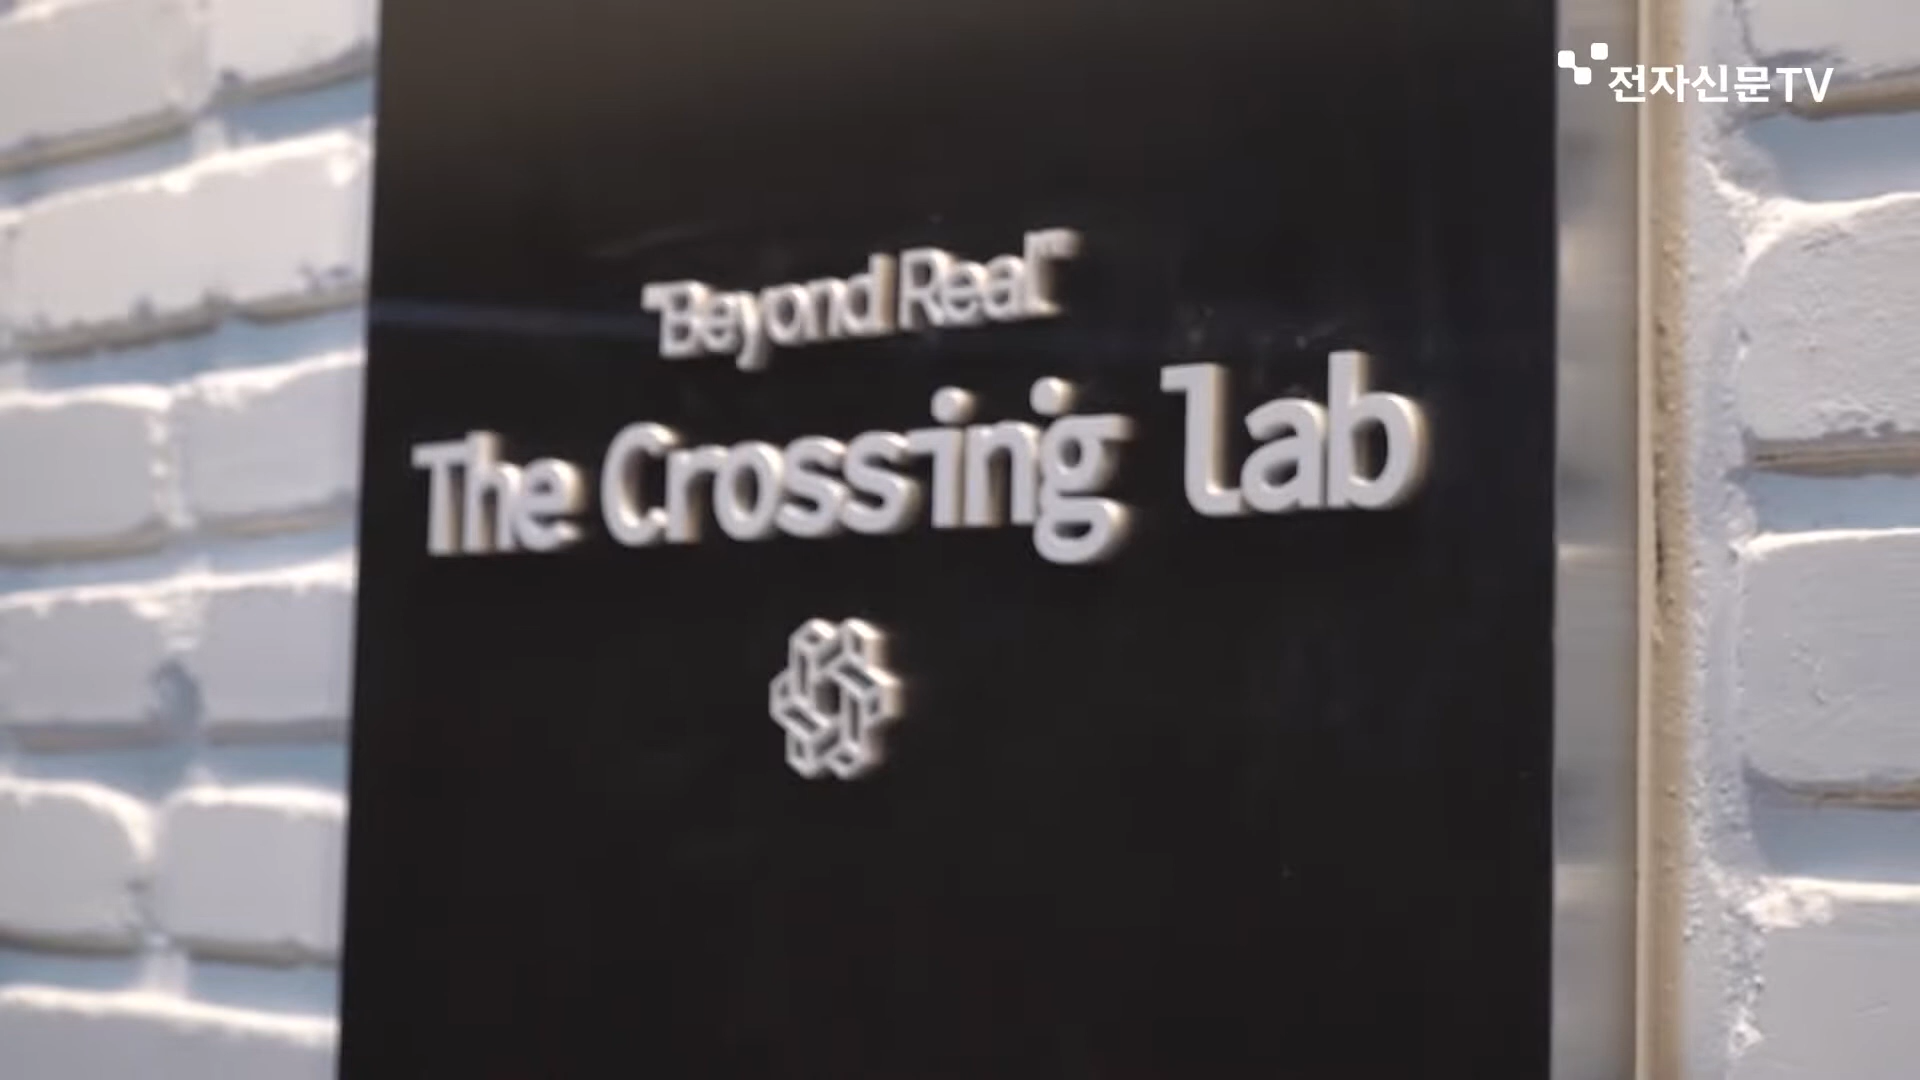 전자신문TV
"Beyond Real"
The Crossing lab